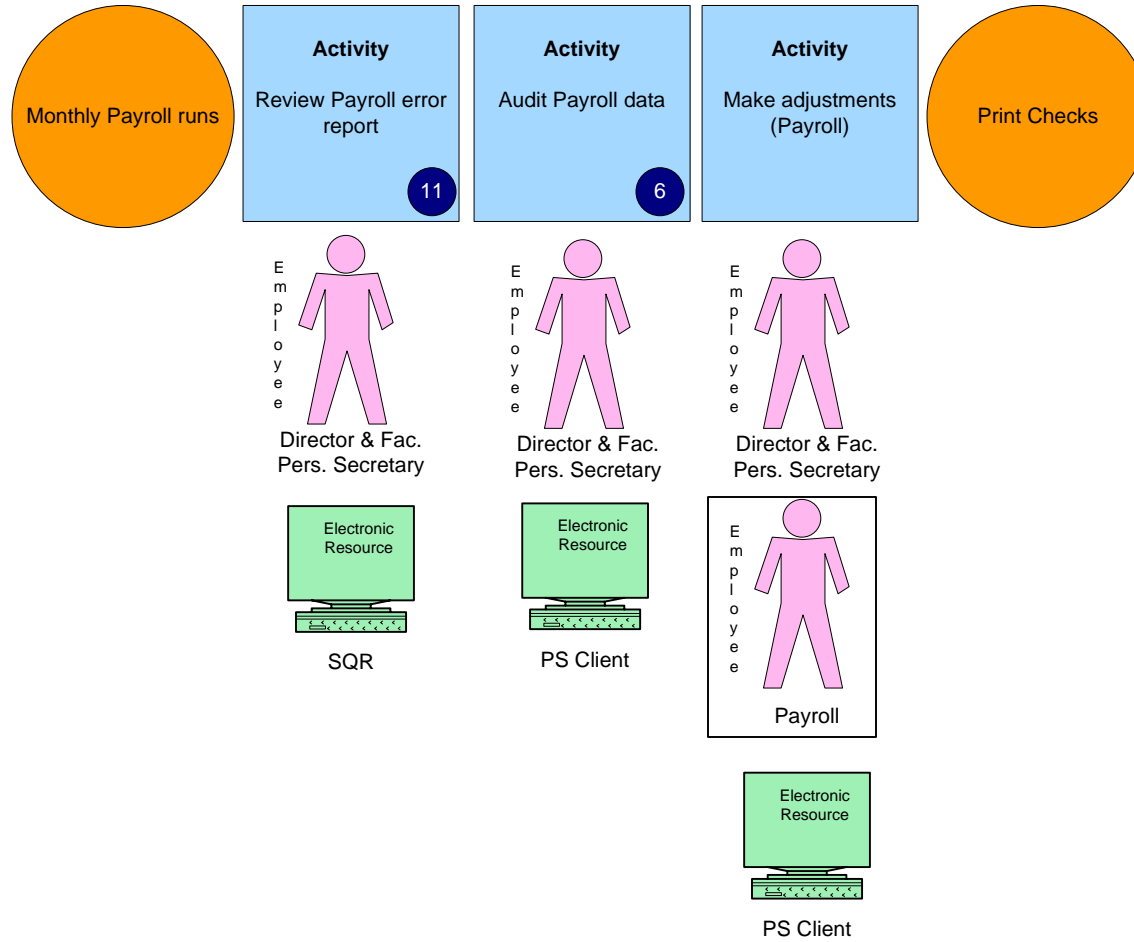 Monthly Payroll runs
Activity
Review Payroll error
report
11
Activity
Audit Payroll data
6
Activity
Make adjustments
(Payroll)
Print Checks
Employee
Director & Fac.
Pers. Secretary
Employee
Director & Fac.
Pers. Secretary
Employee
Director & Fac.
Pers. Secretary
Electronic
Resource
SQR
Electronic
Resource
PS Client
Employee
Payroll
Electronic
Resource
PS Client